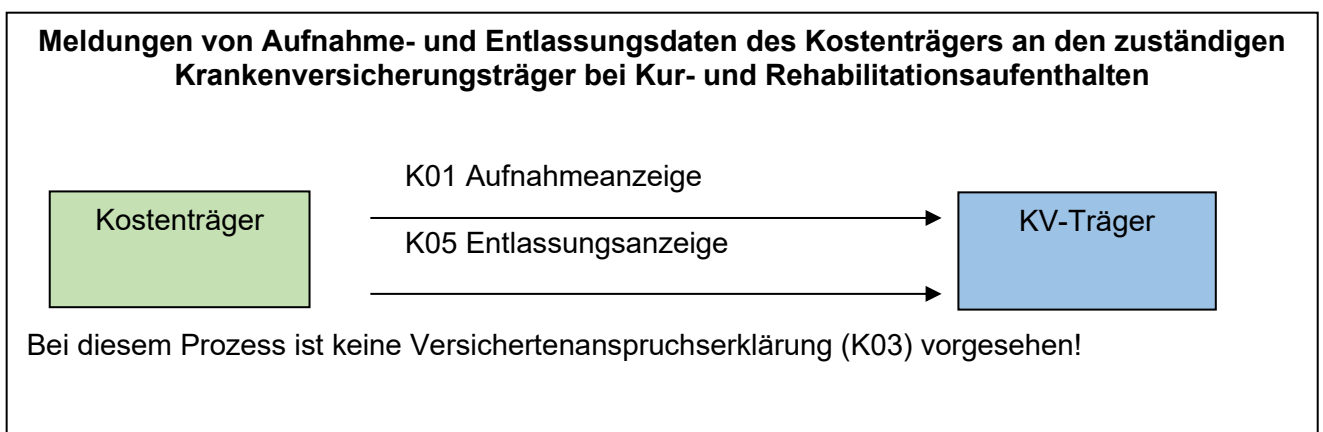 Meldungen von Aufnahme- und Entlassungsdaten des Kostenträgers an den zuständigen
Krankenversicherungsträger bei Kur- und Rehabilitationsaufenthalten
K01 Aufnahmeanzeige
Kostenträger
KV-Träger
K05 Entlassungsanzeige
Bei diesem Prozess ist keine Versichertenanspruchserklärung (K03) vorgesehen!